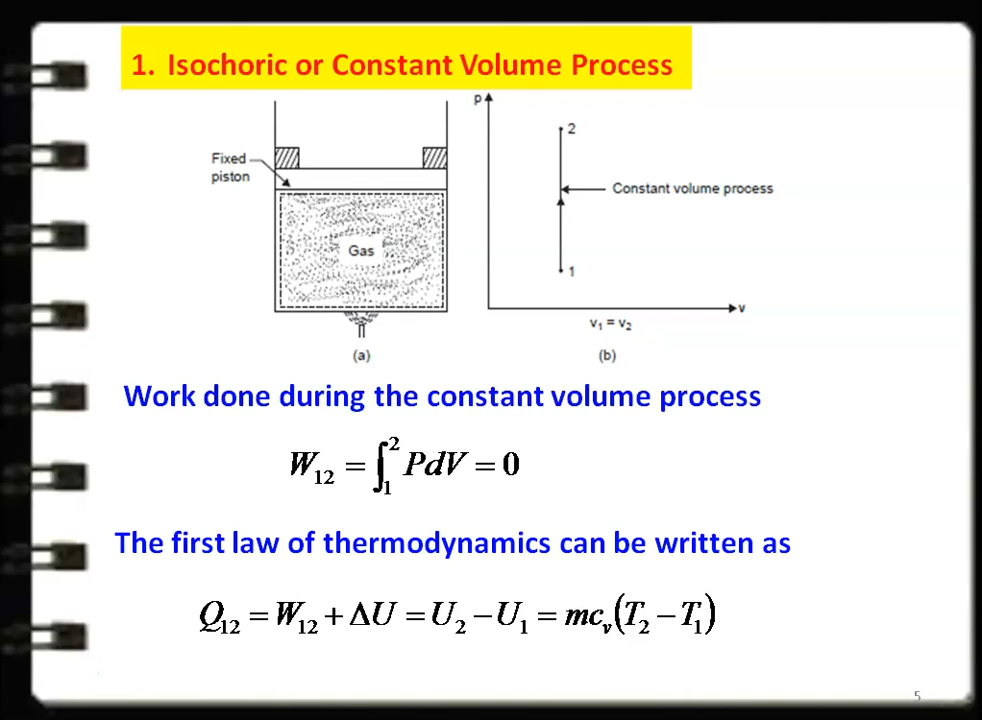 1. Isochoric or Constant Volume Process
Fixed
piston
Gas
(a)
p
2
Constant volume process
1
v
v₁ = v₂
(b)
Work done during the constant volume process
W₁₂ = ∫₁² PdV = 0
The first law of thermodynamics can be written as
Q₁₂ = W₁₂ + ΔU = U₂ − U₁ = mcᵥ(T₂ − T₁)
5